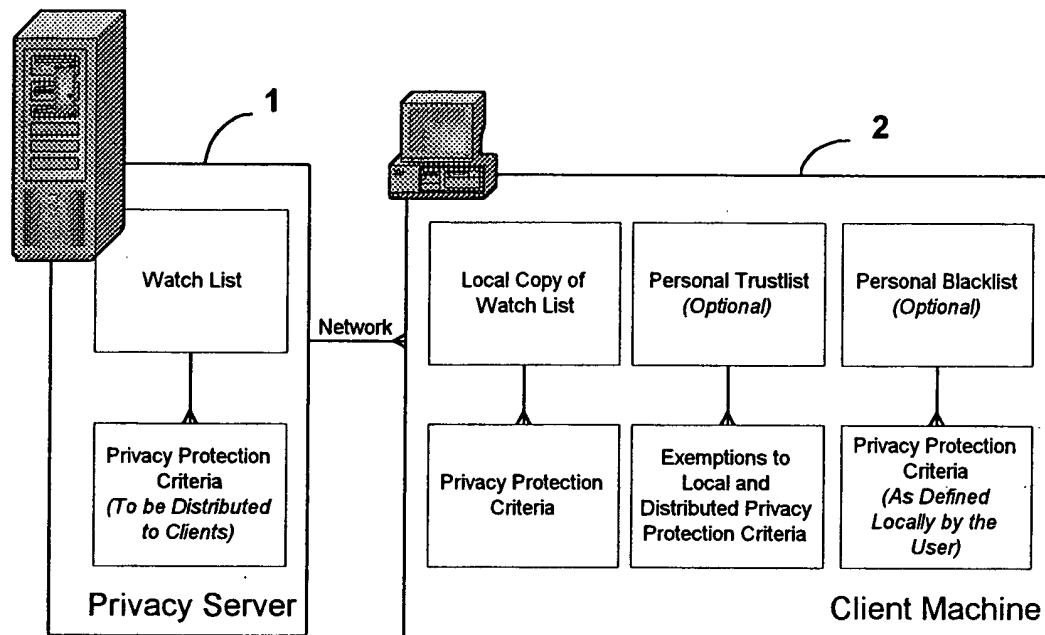 1
2
Watch List
Network
Local Copy of
Watch List
Personal Trustlist
(Optional)
Personal Blacklist
(Optional)
Privacy Protection
Criteria
(To be Distributed
to Clients)
Privacy Protection
Criteria
Exemptions to
Local and
Distributed Privacy
Protection Criteria
Privacy Protection
Criteria
(As Defined
Locally by the
User)
Privacy Server
Client Machine